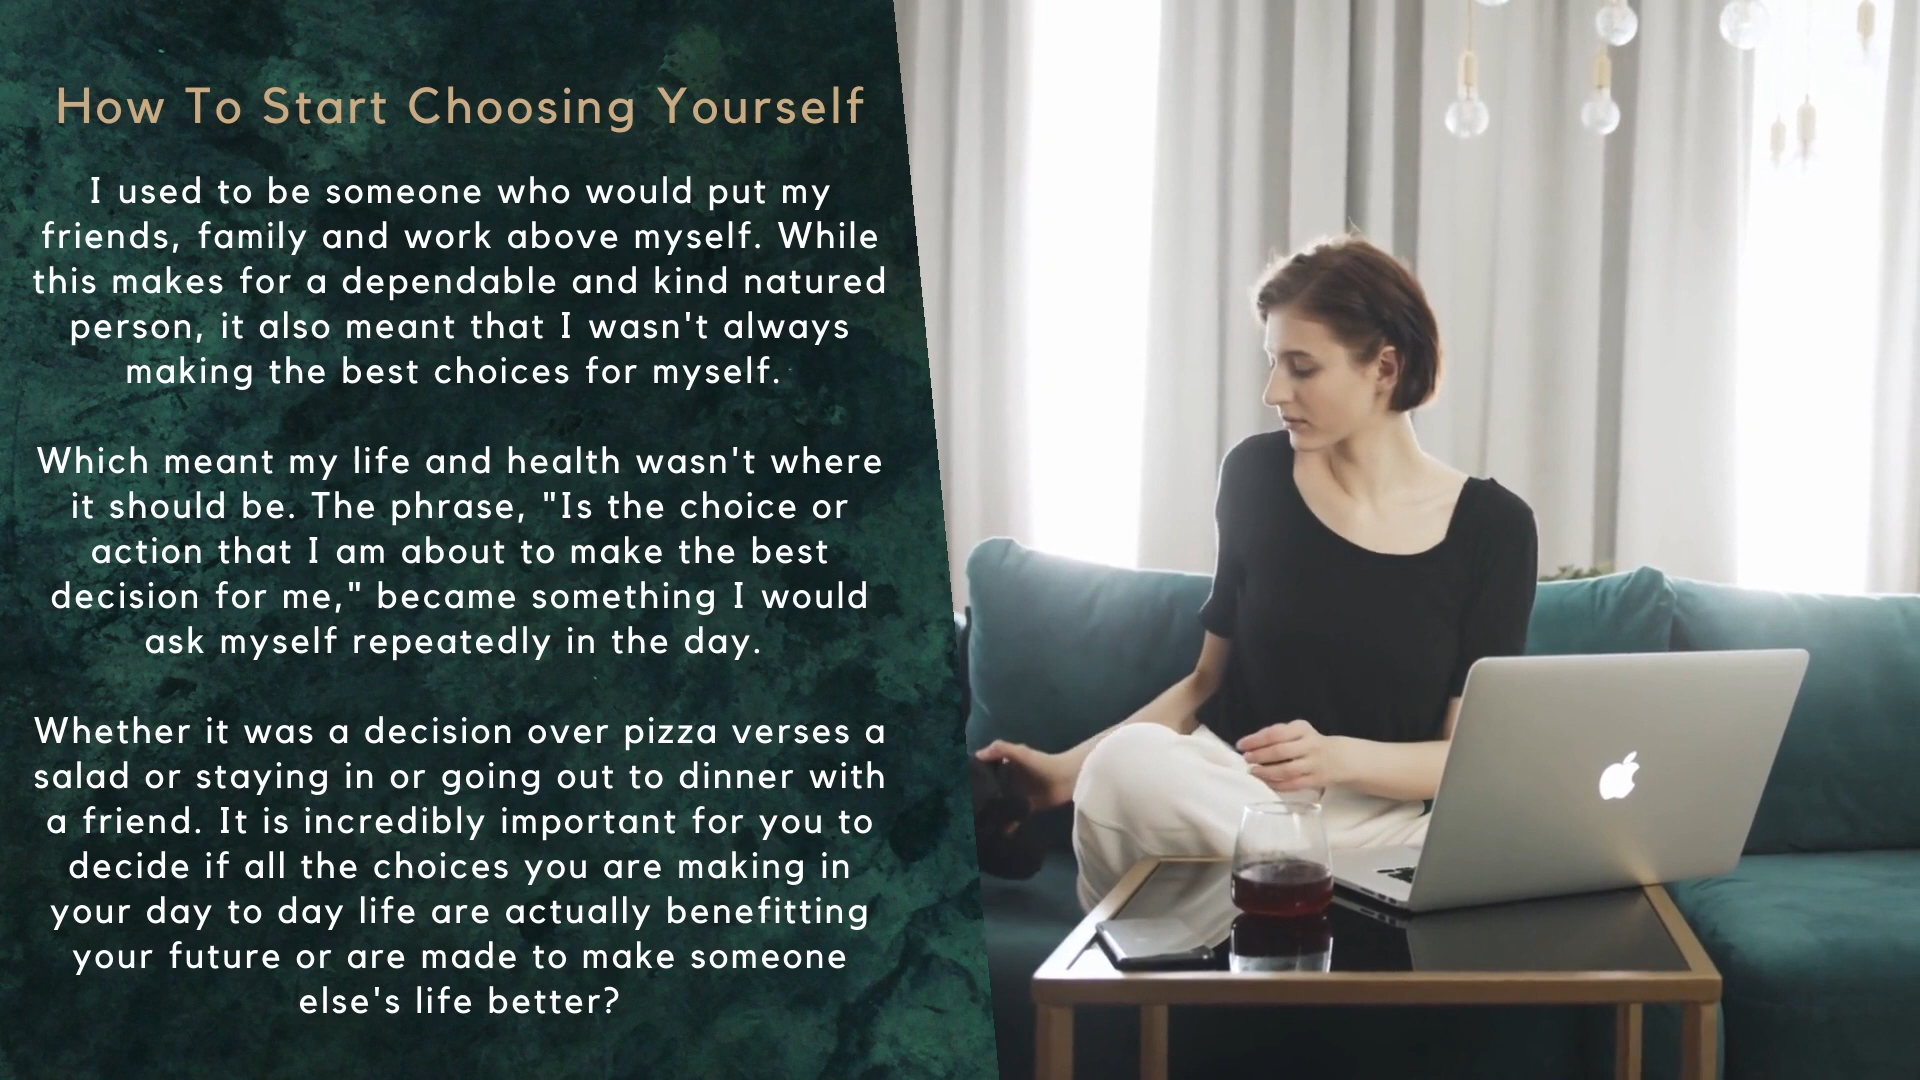 How To Start Choosing Yourself
I used to be someone who would put my
friends, family and work above myself. While
this makes for a dependable and kind natured
person, it also meant that I wasn't always
making the best choices for myself.
Which meant my life and health wasn't where
it should be. The phrase, "Is the choice or
action that I am about to make the best
decision for me," became something I would
ask myself repeatedly in the day.
Whether it was a decision over pizza verses a
salad or staying in or going out to dinner with
a friend. It is incredibly important for you to
decide if all the choices you are making in
your day to day life are actually benefitting
your future or are made to make someone
else's life better?